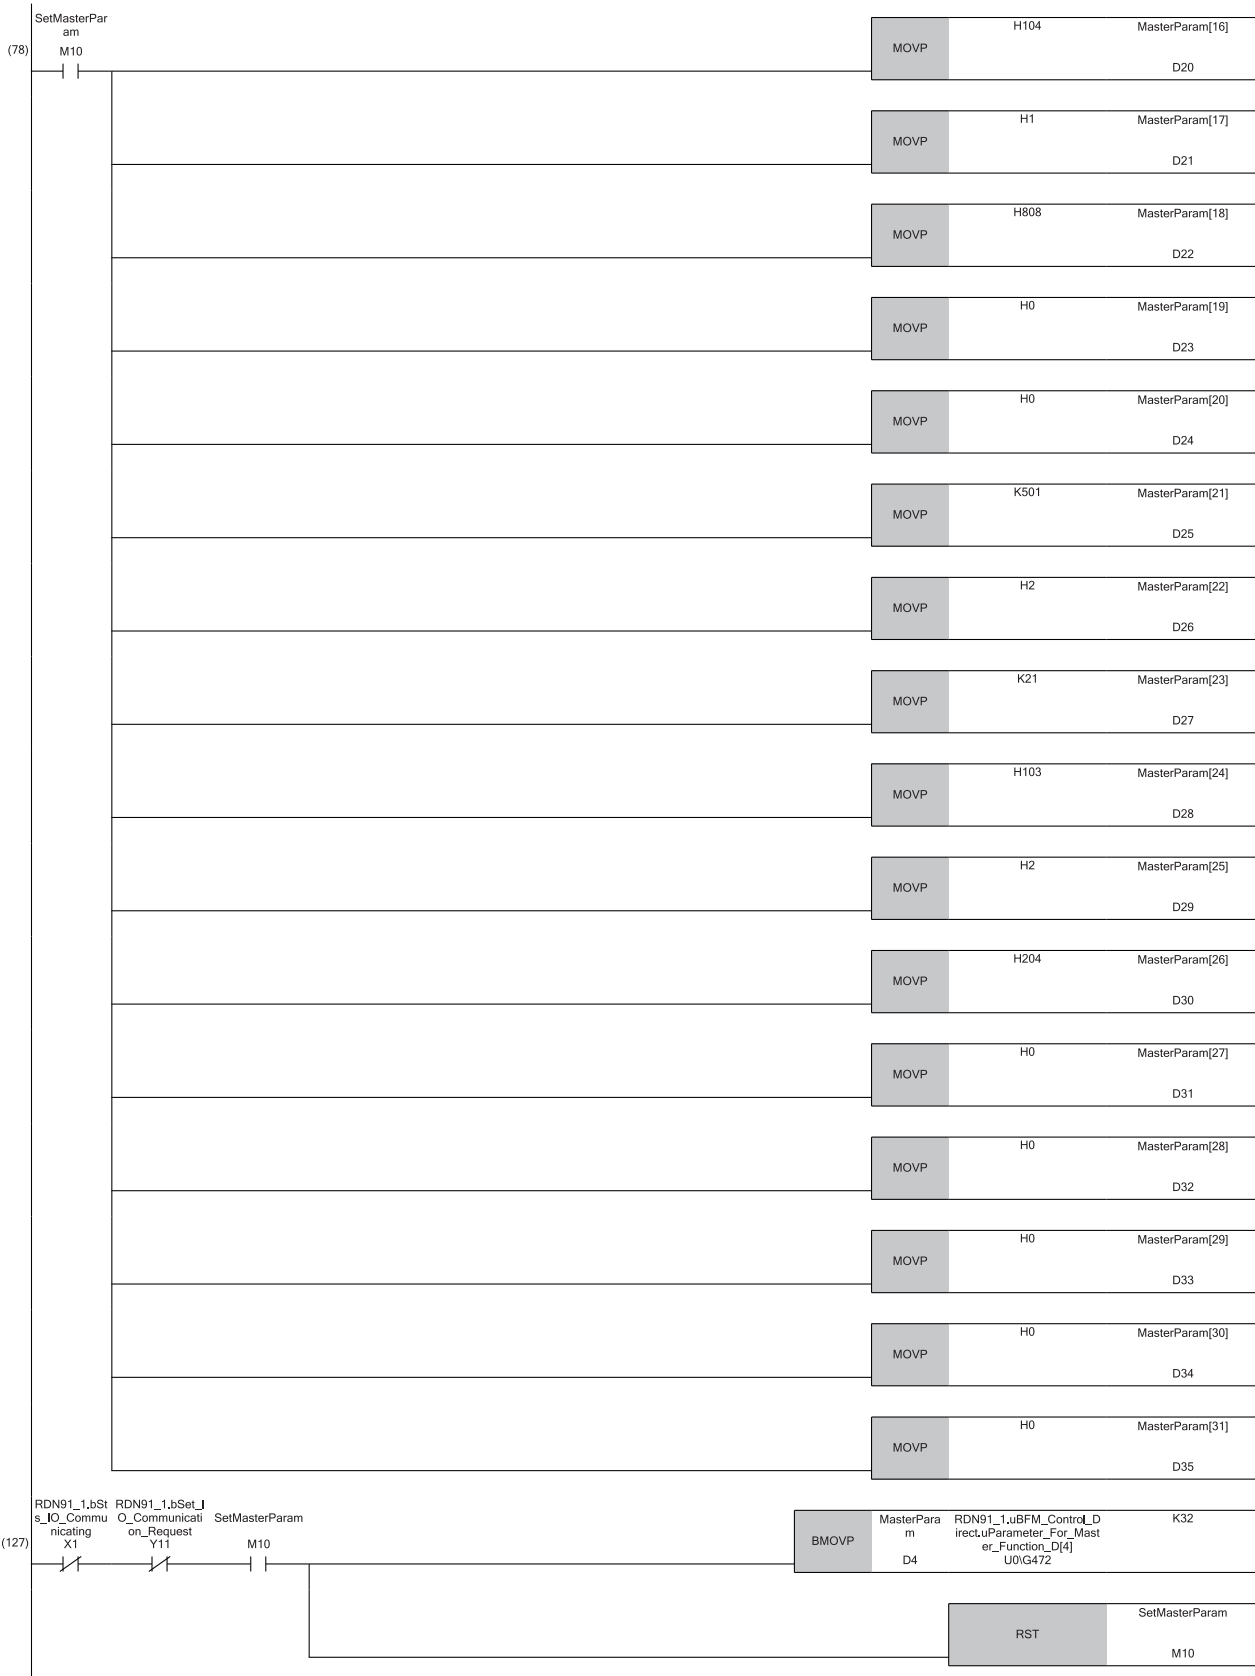 SetMasterPar
am
(78)
M10
MOVP
H104
MasterParam[16]
D20
MOVP
H1
MasterParam[17]
D21
MOVP
H808
MasterParam[18]
D22
MOVP
H0
MasterParam[19]
D23
MOVP
H0
MasterParam[20]
D24
MOVP
K501
MasterParam[21]
D25
MOVP
H2
MasterParam[22]
D26
MOVP
K21
MasterParam[23]
D27
MOVP
H103
MasterParam[24]
D28
MOVP
H2
MasterParam[25]
D29
MOVP
H204
MasterParam[26]
D30
MOVP
H0
MasterParam[27]
D31
MOVP
H0
MasterParam[28]
D32
MOVP
H0
MasterParam[29]
D33
MOVP
H0
MasterParam[30]
D34
MOVP
H0
MasterParam[31]
D35
(127)
RDN91_1.bSt
s_IO_Commu
nicating
X1
RDN91_1.bSet_I
O_Communicati
on_Request
Y11
SetMasterParam
M10
BMOVP
MasterPara
m
D4
RDN91_1.uBFM_Control_D
irect.uParameter_For_Mast
er_Function_D[4]
U0\G472
K32
RST
SetMasterParam
M10